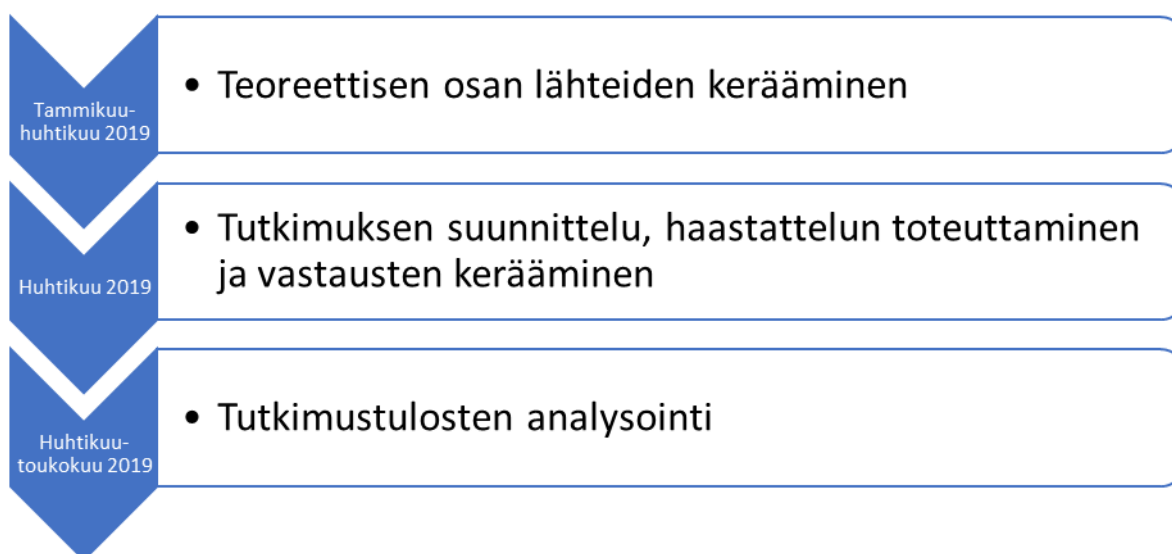 Tammikuu-
huhtikuu 2019
• Teoreettisen osan lähteiden kerääminen
Huhtikuu 2019
• Tutkimuksen suunnittelu, haastattelun toteuttaminen
ja vastausten kerääminen
Huhtikuu-
toukokuu 2019
• Tutkimustulosten analysointi